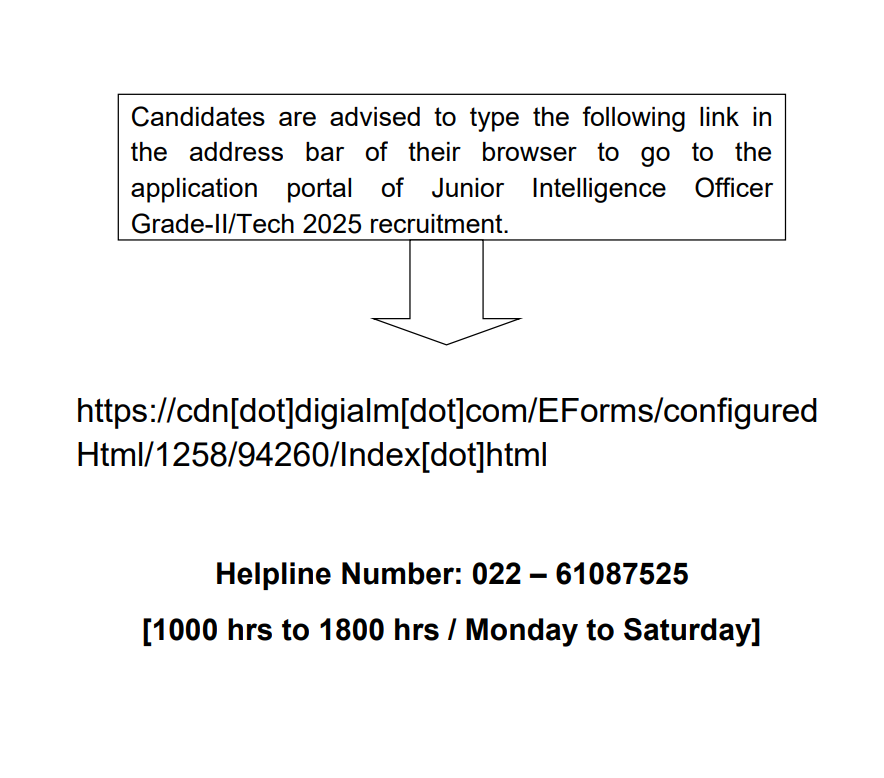 Candidates are advised to type the following link in
the address bar of their browser to go to the
application portal of Junior Intelligence Officer
Grade-II/Tech 2025 recruitment.
https://cdn[dot]digialm[dot]com/EForms/configured
Html/1258/94260/Index[dot]html
Helpline Number: 022 – 61087525
[1000 hrs to 1800 hrs / Monday to Saturday]